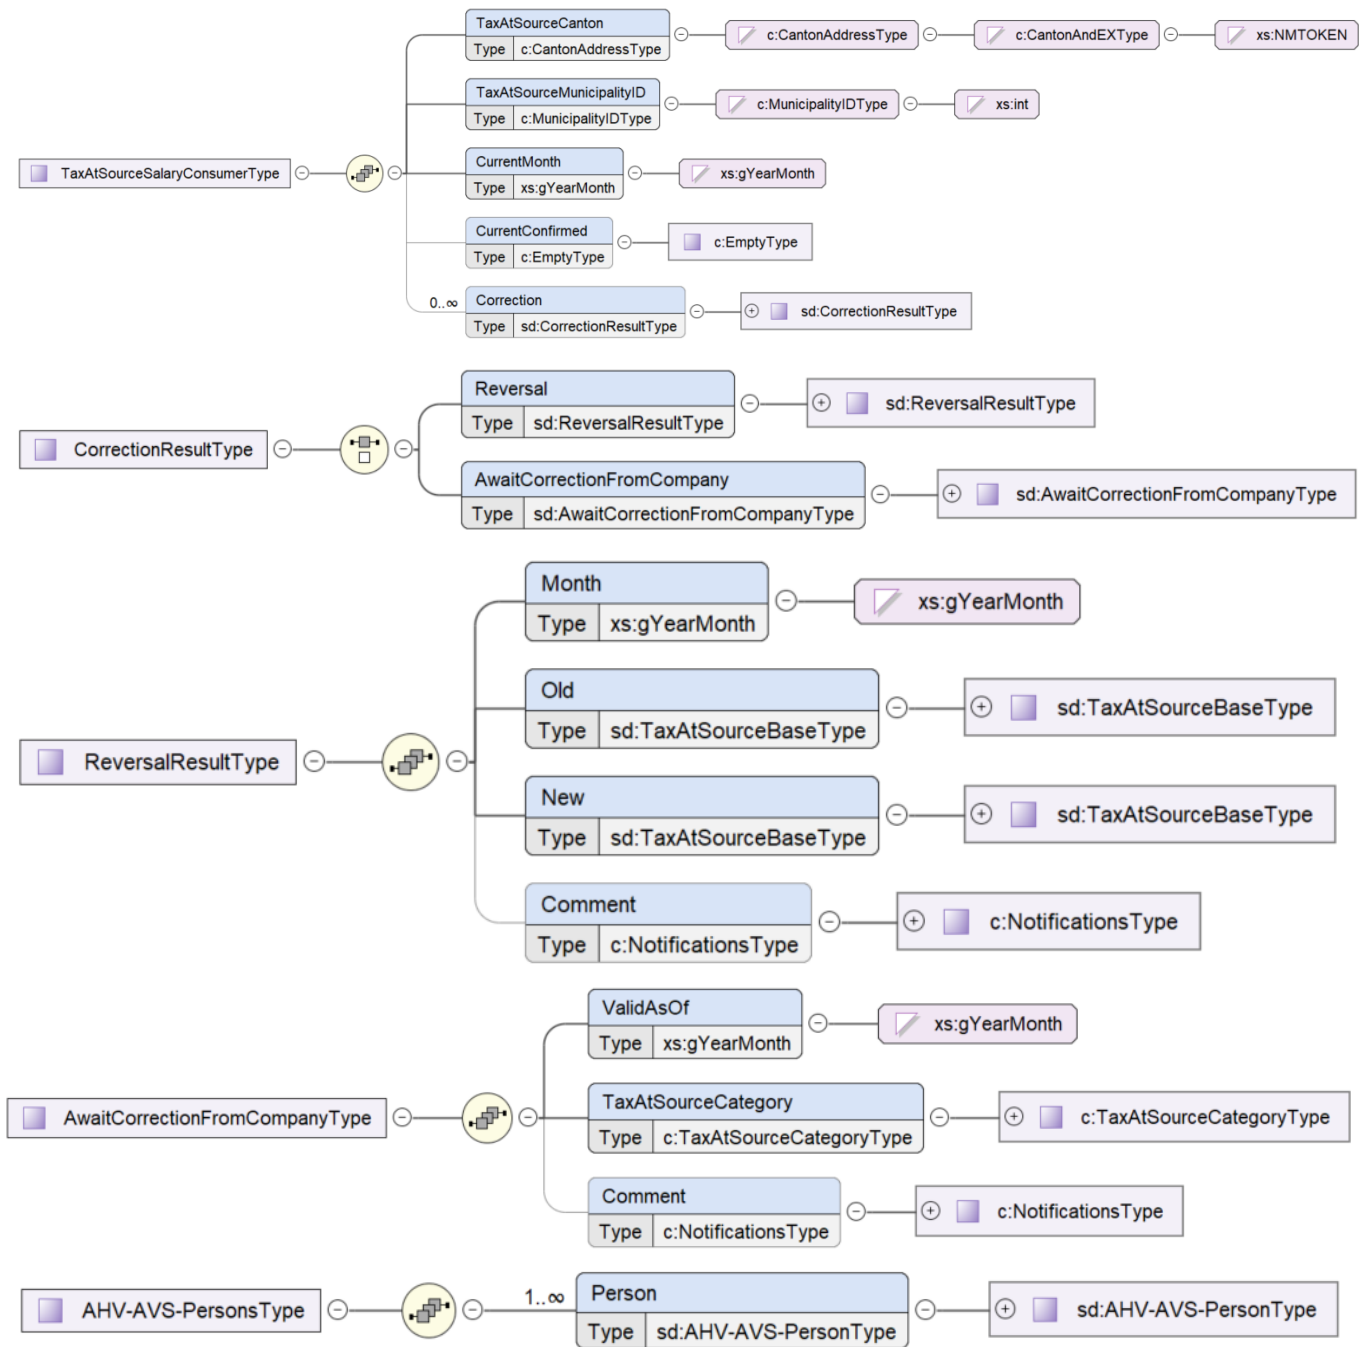 TaxAtSourceCanton
Type c:CantonAddressType
c:CantonAddressType
c:CantonAndEXType
xs:NMTOKEN
TaxAtSourceMunicipalityID
Type c:MunicipalityIDType
c:MunicipalityIDType
xs:int
TaxAtSourceSalaryConsumerType
CurrentMonth
Type xs:gYearMonth
xs:gYearMonth
CurrentConfirmed
Type c:EmptyType
c:EmptyType
0..∞
Correction
Type sd:CorrectionResultType
sd:CorrectionResultType
CorrectionResultType
Reversal
Type sd:ReversalResultType
sd:ReversalResultType
AwaitCorrectionFromCompany
Type sd:AwaitCorrectionFromCompanyType
sd:AwaitCorrectionFromCompanyType
ReversalResultType
Month
Type xs:gYearMonth
xs:gYearMonth
Old
Type sd:TaxAtSourceBaseType
sd:TaxAtSourceBaseType
New
Type sd:TaxAtSourceBaseType
sd:TaxAtSourceBaseType
Comment
Type c:NotificationsType
c:NotificationsType
AwaitCorrectionFromCompanyType
ValidAsOf
Type xs:gYearMonth
xs:gYearMonth
TaxAtSourceCategory
Type c:TaxAtSourceCategoryType
c:TaxAtSourceCategoryType
Comment
Type c:NotificationsType
c:NotificationsType
AHV-AVS-PersonsType
1..∞
Person
Type sd:AHV-AVS-PersonType
sd:AHV-AVS-PersonType